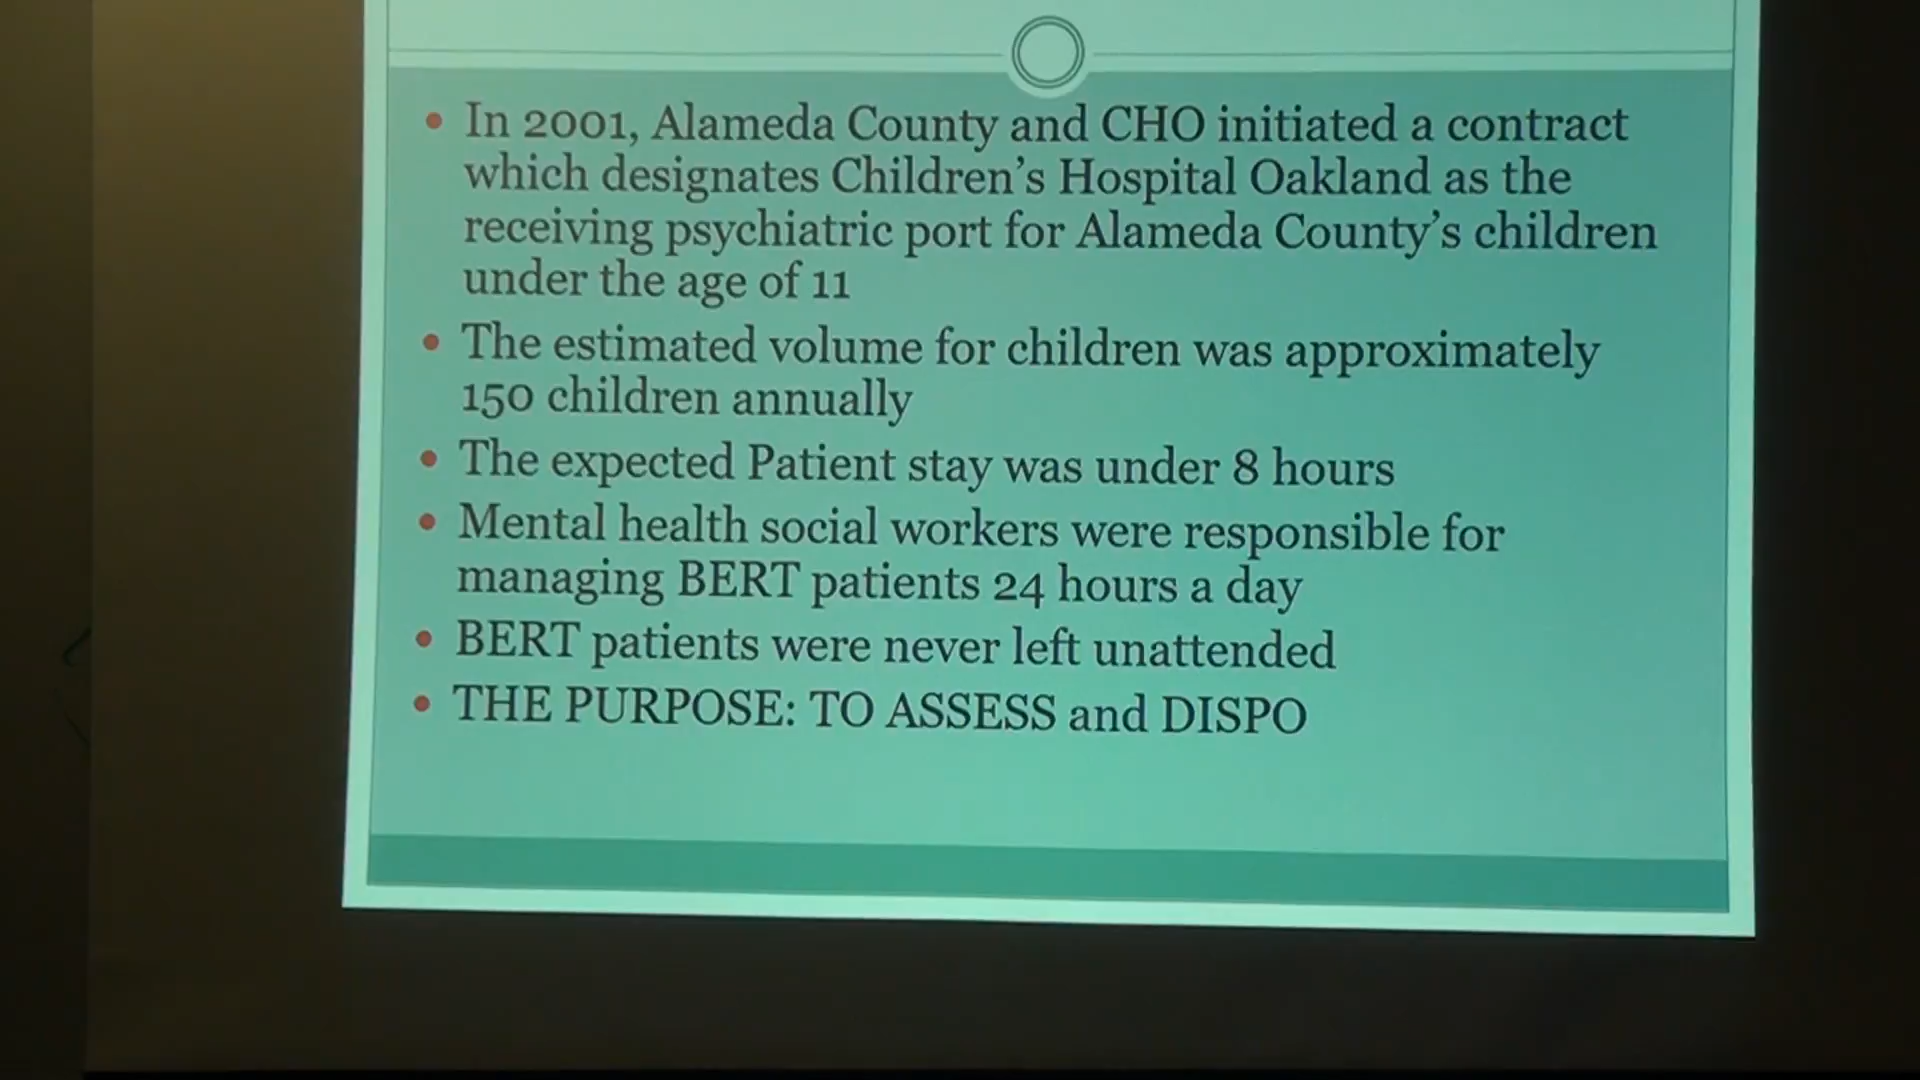 • In 2001, Alameda County and CHO initiated a contract
which designates Children's Hospital Oakland as the
receiving psychiatric port for Alameda County's children
under the age of 11
• The estimated volume for children was approximately
150 children annually
• The expected Patient stay was under 8 hours
• Mental health social workers were responsible for
managing BERT patients 24 hours a day
• BERT patients were never left unattended
• THE PURPOSE: TO ASSESS and DISPO